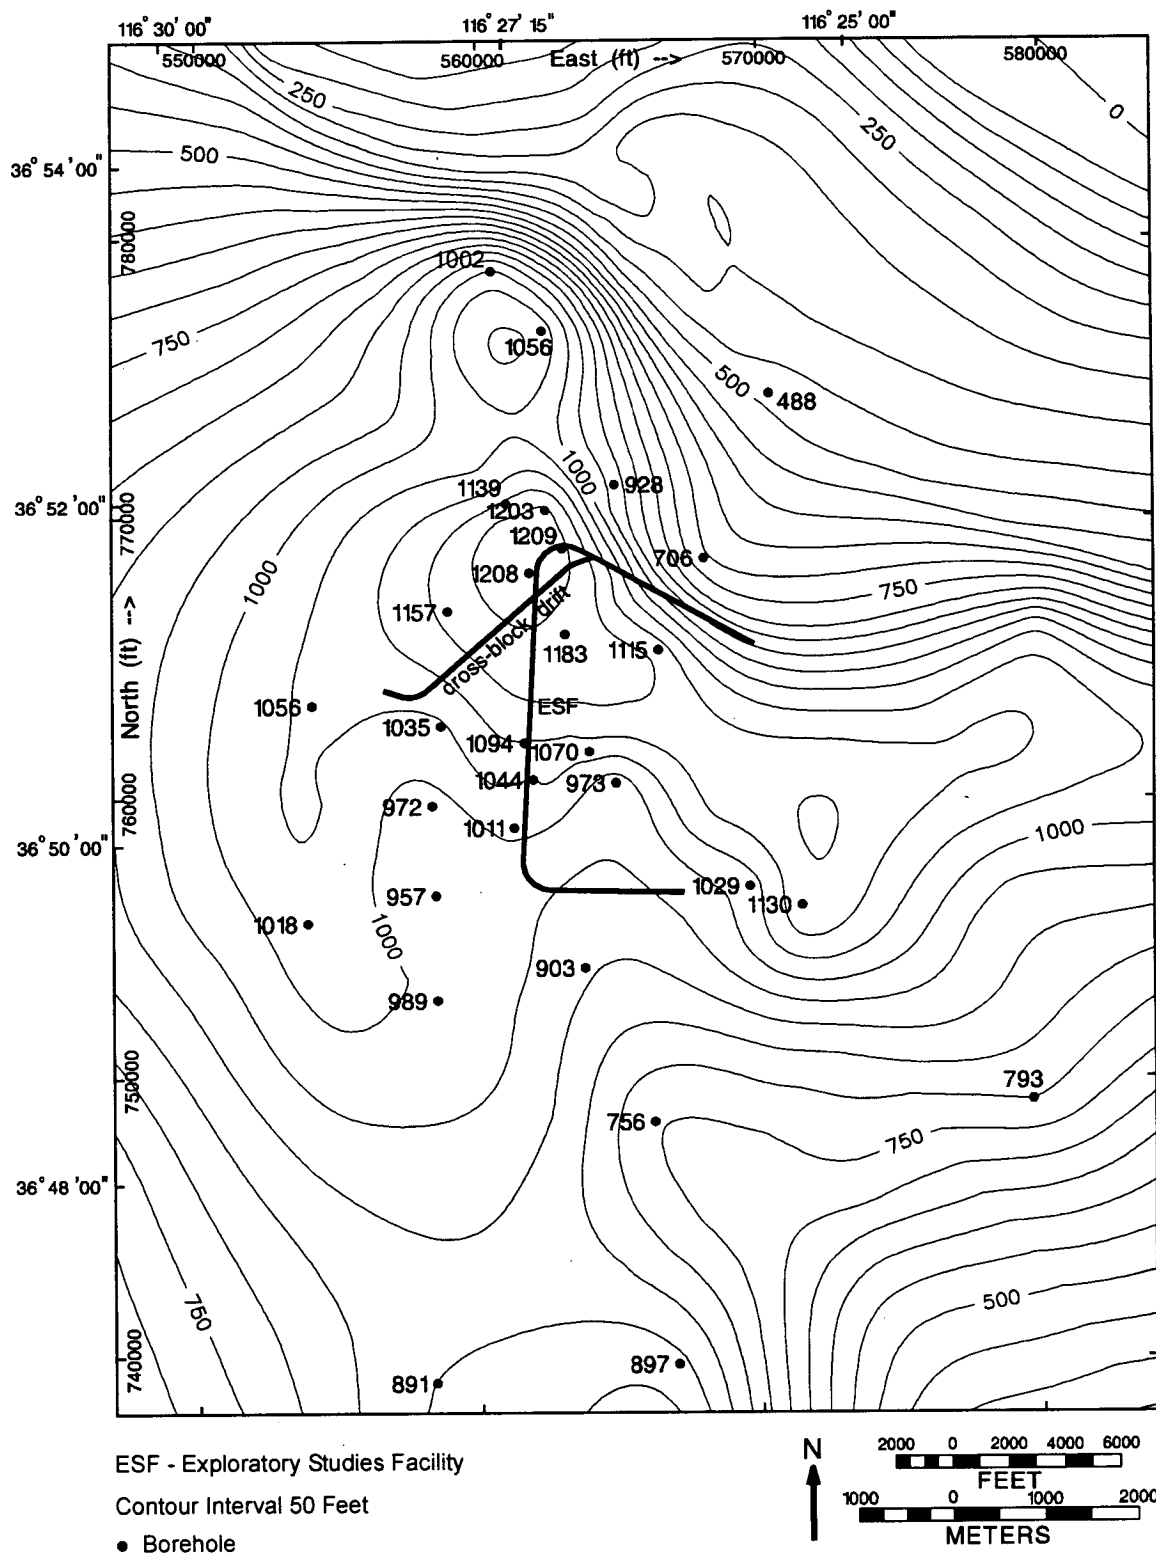 116° 30' 00"
116° 27' 15"
116° 25' 00"
550000
560000
East (ft) -->
570000
580000
250
0
250
36° 54' 00"
500
780000
1002
750
1056
500
488
1000
1139
928
36° 52' 00"
770000
1203
1209
706
1208
750
1000
1157
cross-block drift
1183
1115
North (ft) -->
1056
ESF
1035
1094
1070
1044
973
972
760000
1011
1000
36° 50' 00"
1029
957
1130
1018
1000
903
989
750000
793
756
750
36° 48' 00"
500
750
740000
897
891
ESF - Exploratory Studies Facility
Contour Interval 50 Feet
Borehole
N
2000 0 2000 4000 6000
FEET
1000 0 1000 2000
METERS